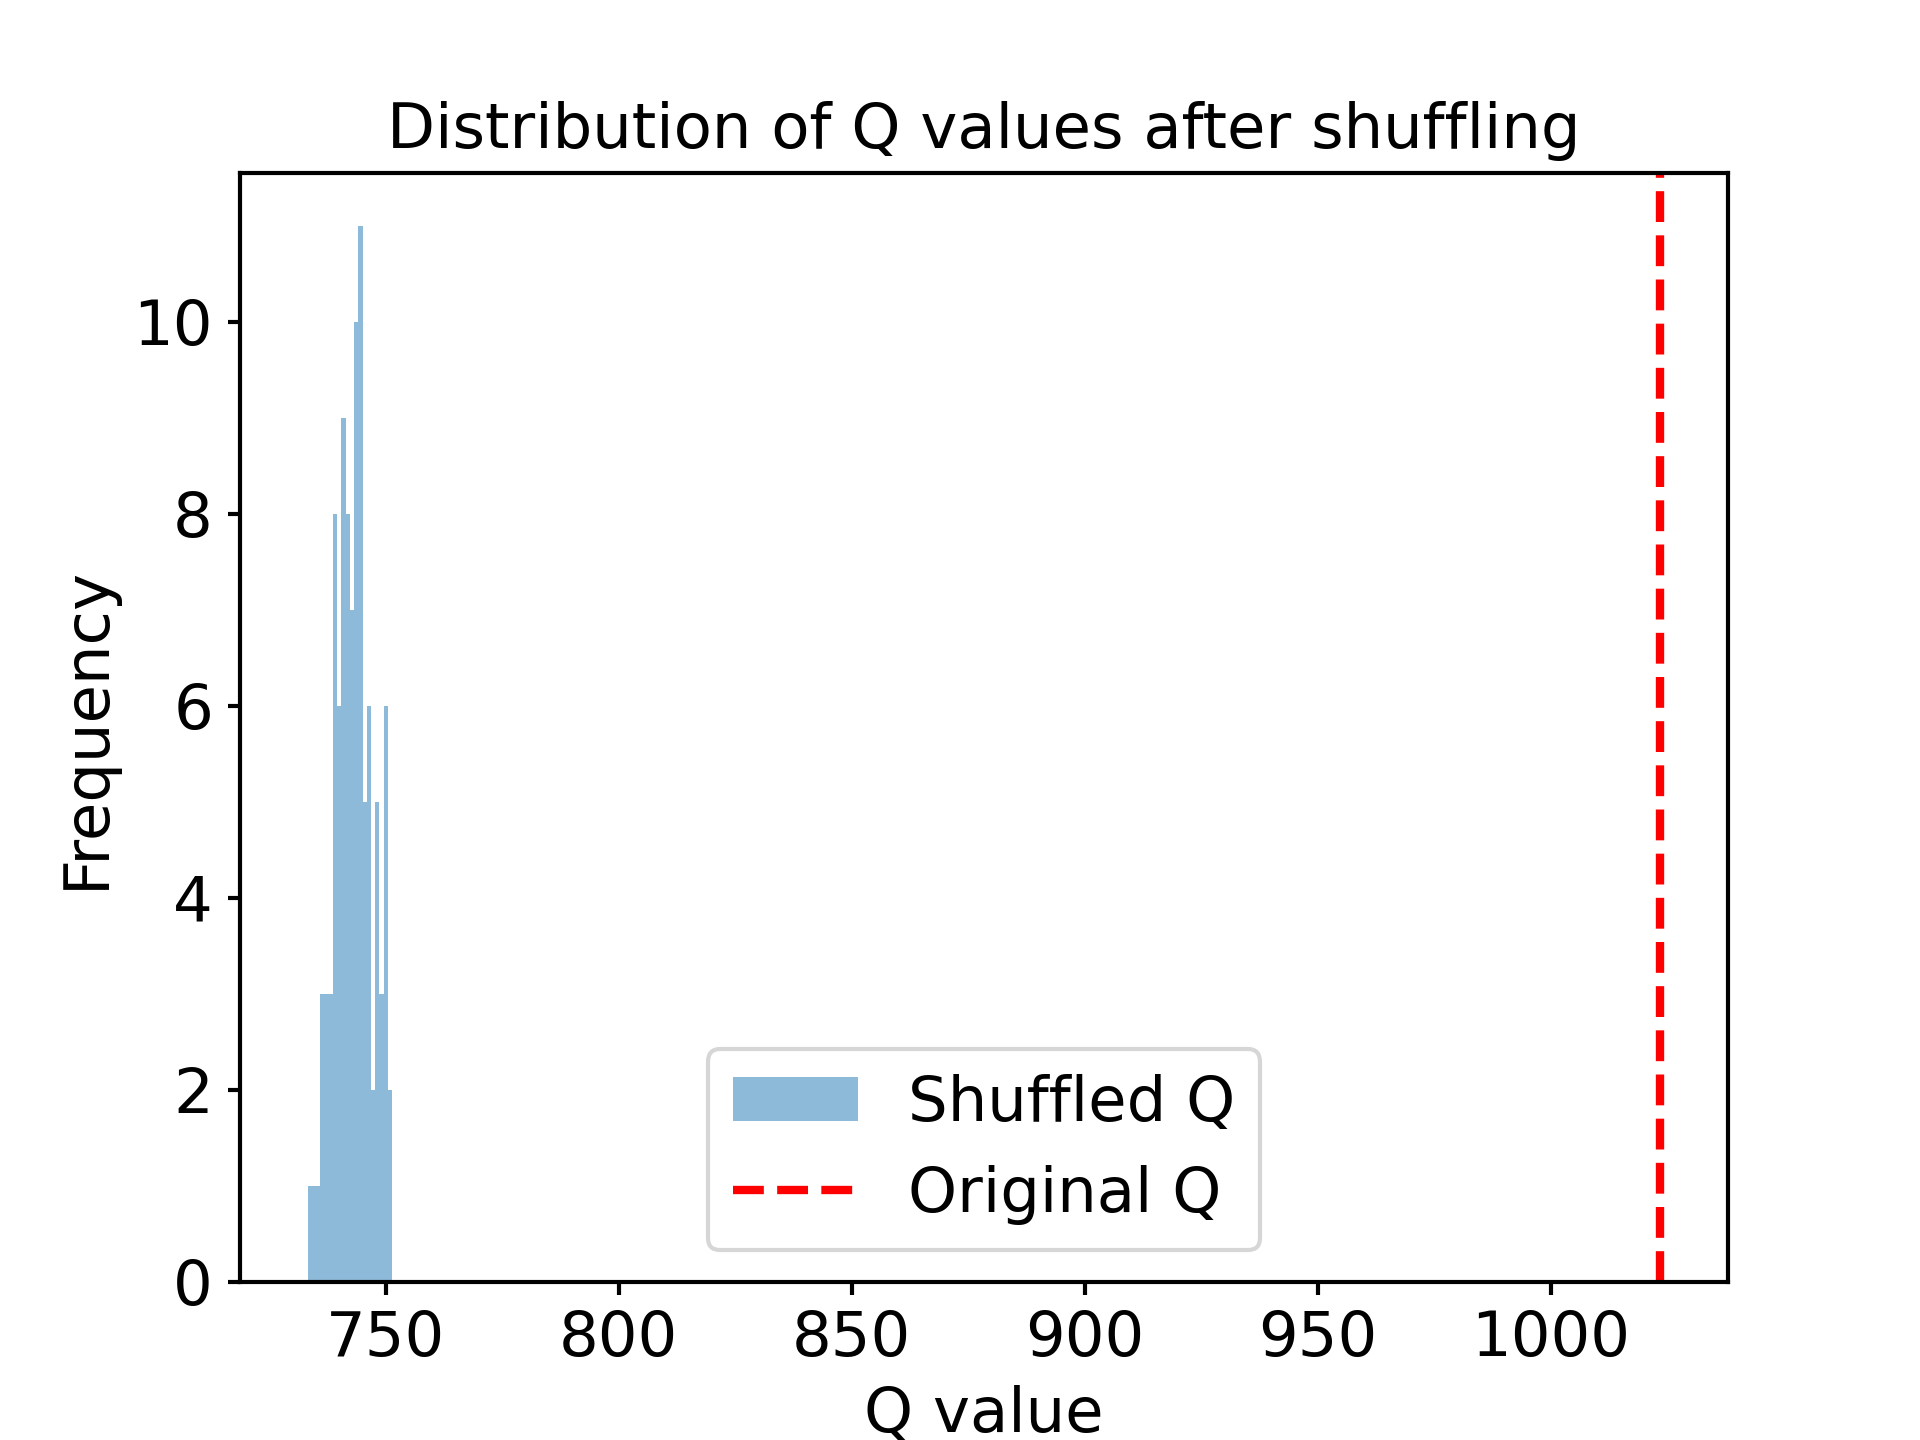 Distribution of Q values after shuffling
Frequency
10
8
6
4
2
0
Shuffled Q
Original Q
750 800 850 900 950 1000
Q value